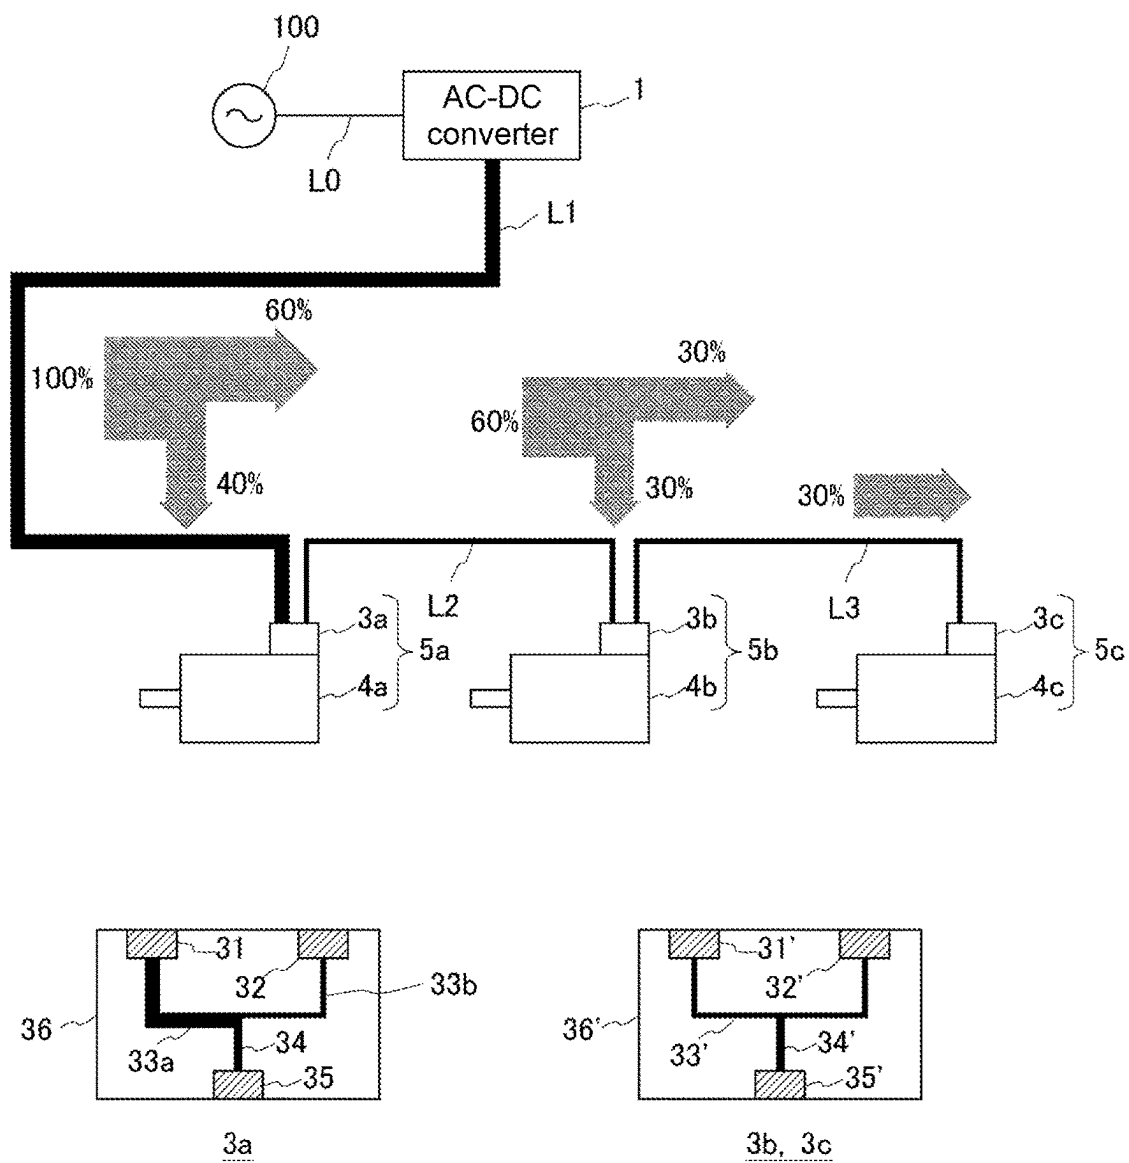 100
AC-DC
converter
1
L0
L1
60%
100%
40%
30%
60%
30%
30%
L2
L3
3a
5a
4a
3b
5b
4b
3c
5c
4c
31
32
33b
36
33a
34
35
3a
31'
32'
36'
33'
34'
35'
3b, 3c